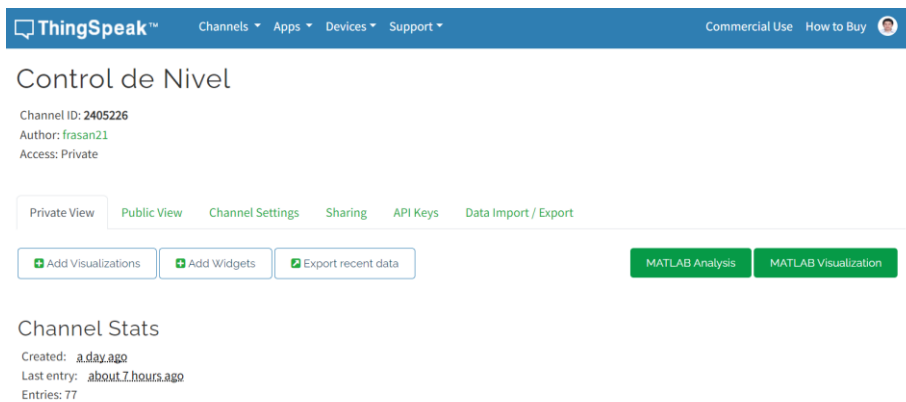 ThingSpeak™ Channels Apps Devices Support Commercial Use How to Buy
Control de Nivel
Channel ID: 2405226
Author: frasan21
Access: Private
Private View Public View Channel Settings Sharing API Keys Data Import / Export
Add Visualizations Add Widgets Export recent data MATLAB Analysis MATLAB Visualization
Channel Stats
Created: a day ago
Last entry: about 7 hours ago
Entries: 77